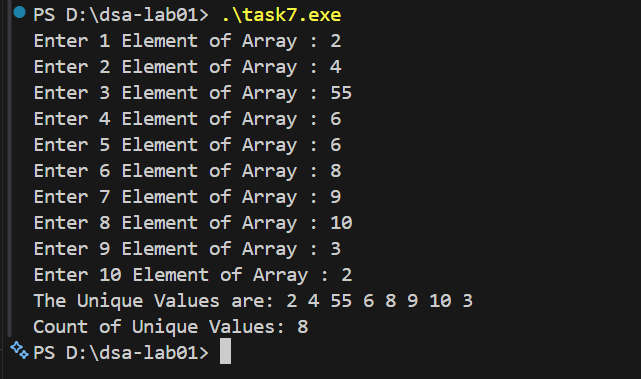 PS D:\dsa-lab01> .\task7.exe
Enter 1 Element of Array : 2
Enter 2 Element of Array : 4
Enter 3 Element of Array : 55
Enter 4 Element of Array : 6
Enter 5 Element of Array : 6
Enter 6 Element of Array : 8
Enter 7 Element of Array : 9
Enter 8 Element of Array : 10
Enter 9 Element of Array : 3
Enter 10 Element of Array : 2
The Unique Values are: 2 4 55 6 8 9 10 3
Count of Unique Values: 8
PS D:\dsa-lab01>